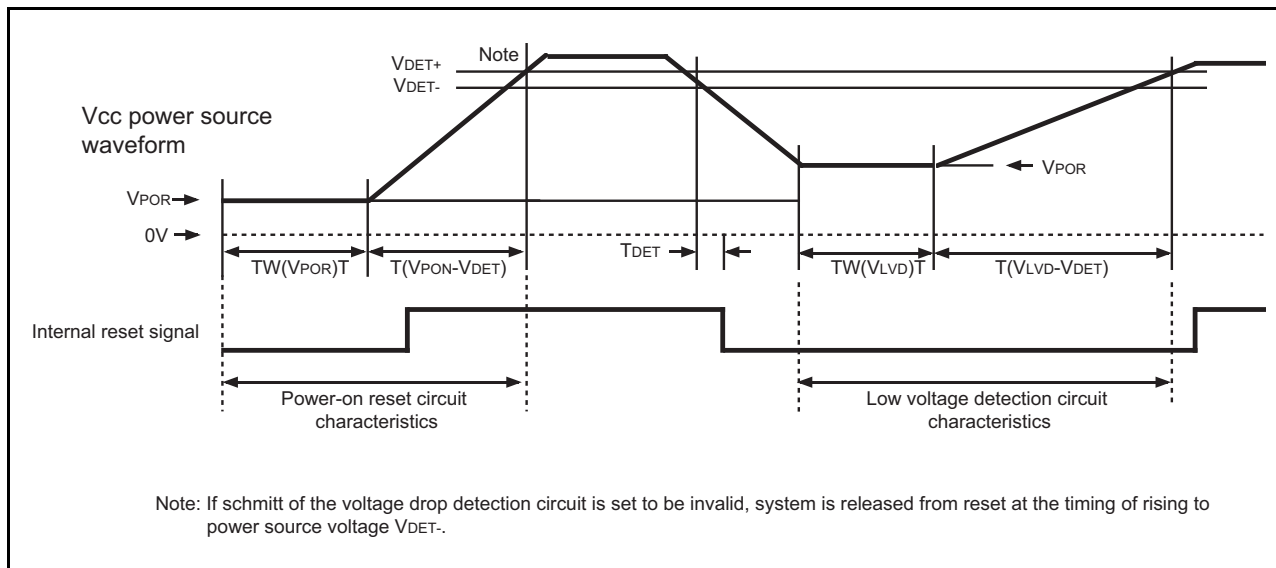 Note
VDET+
VDET-
Vcc power source
waveform
VPOR
VPOR
0V
TDET
TW(VPOR)T
T(VPON-VDET)
TW(VLVD)T
T(VLVD-VDET)
Internal reset signal
Power-on reset circuit
characteristics
Low voltage detection circuit
characteristics
Note: If schmitt of the voltage drop detection circuit is set to be invalid, system is released from reset at the timing of rising to
power source voltage VDET-.